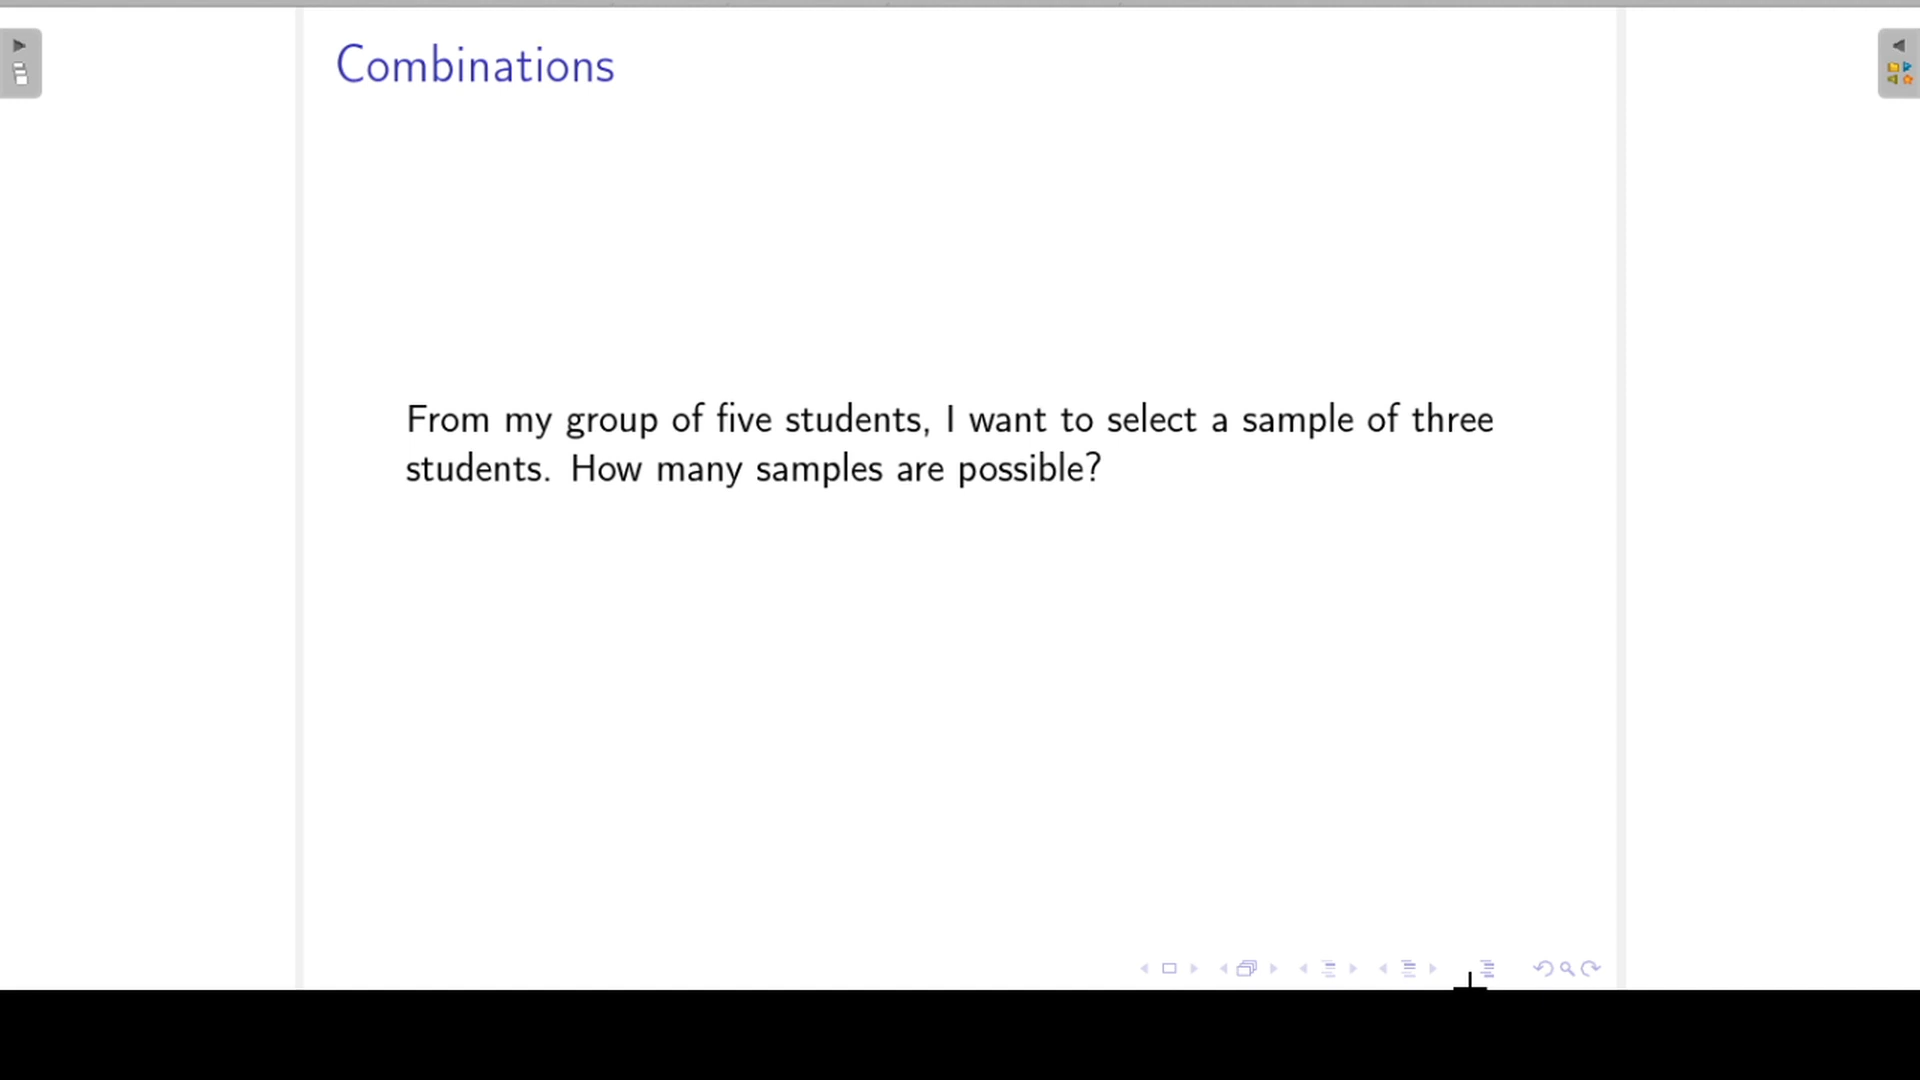 Combinations
From my group of five students, I want to select a sample of three
students. How many samples are possible?